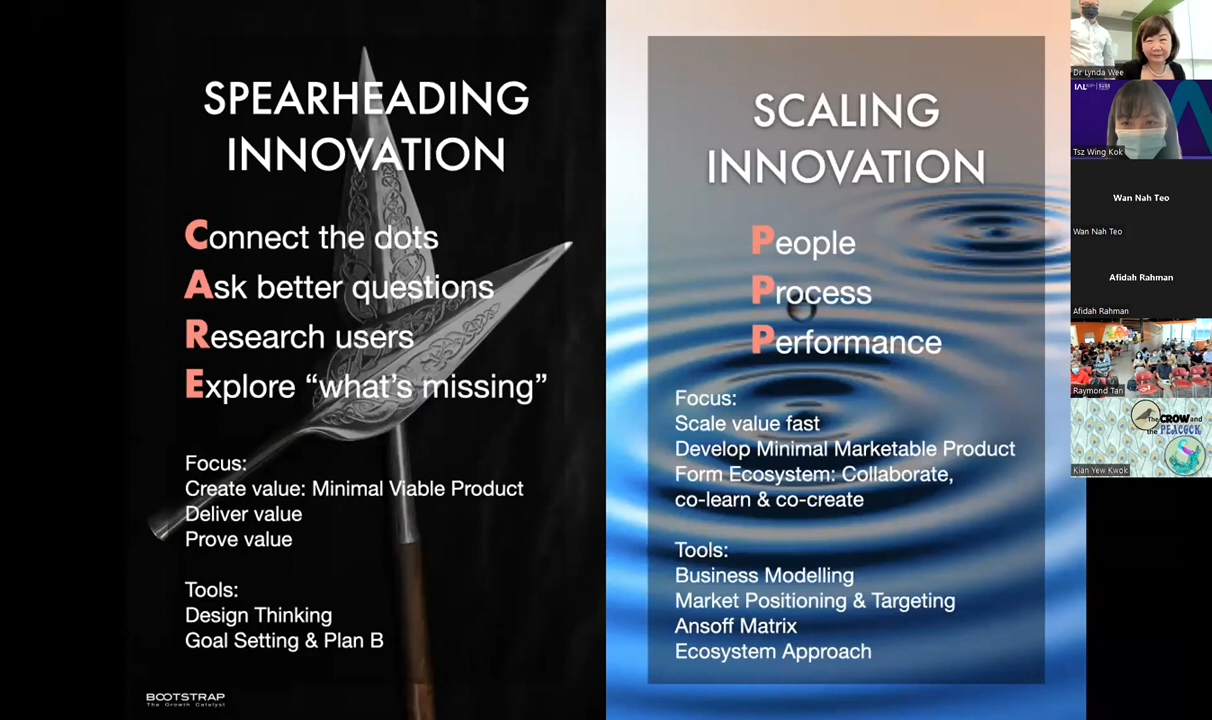 SPEARHEADING
INNOVATION
Connect the dots
Ask better questions
Research users
Explore “what’s missing”
Focus:
Create value: Minimal Viable Product
Deliver value
Prove value
Tools:
Design Thinking
Goal Setting & Plan B
BOOTSTRAP
The Growth Catalyst
SCALING
INNOVATION
People
Process
Performance
Focus:
Scale value fast
Develop Minimal Marketable Product
Form Ecosystem: Collaborate,
co-learn & co-create
Tools:
Business Modelling
Market Positioning & Targeting
Ansoff Matrix
Ecosystem Approach
Dr Lynda Wee
IAL
Tsz Wing Kok
Wan Nah Teo
Wan Nah Teo
Afidah Rahman
Afidah Rahman
Raymond Tan
The CROW and
the PEACOCK
Kian Yew Kwok